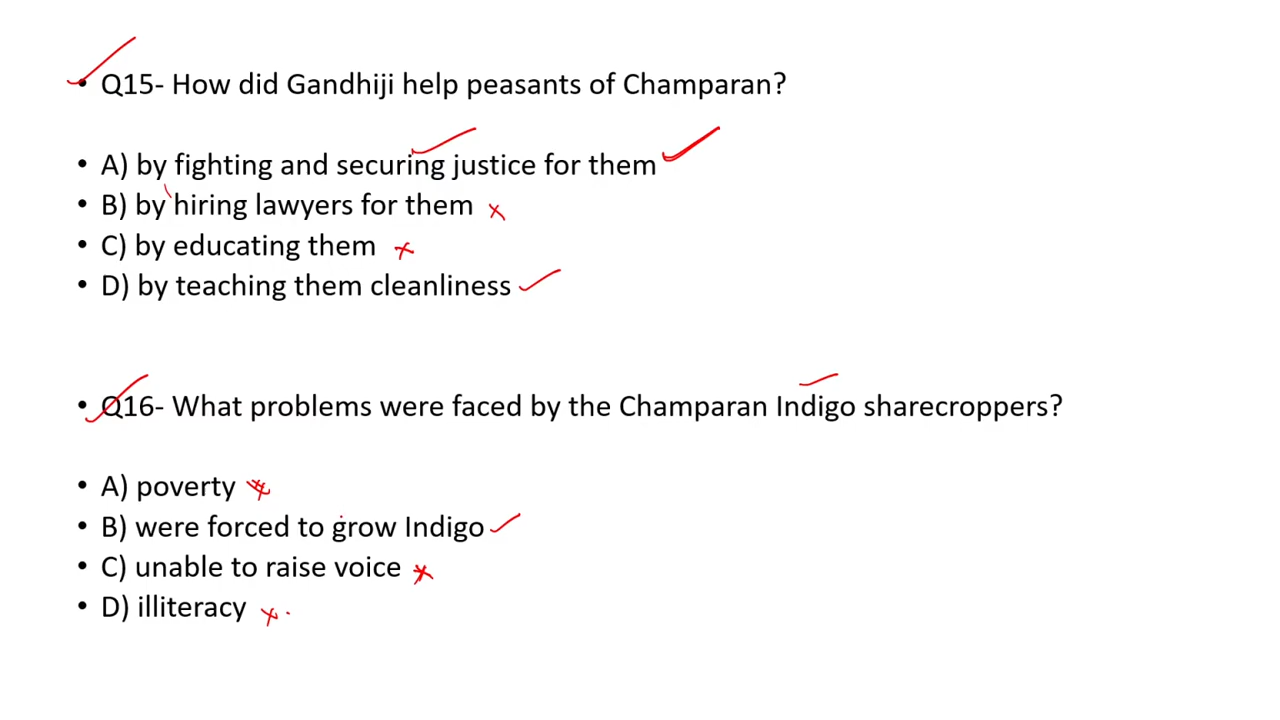 • Q15- How did Gandhiji help peasants of Champaran?
• A) by fighting and securing justice for them
• B) by hiring lawyers for them
• C) by educating them
• D) by teaching them cleanliness
• Q16- What problems were faced by the Champaran Indigo sharecroppers?
• A) poverty
• B) were forced to grow Indigo
• C) unable to raise voice
• D) illiteracy